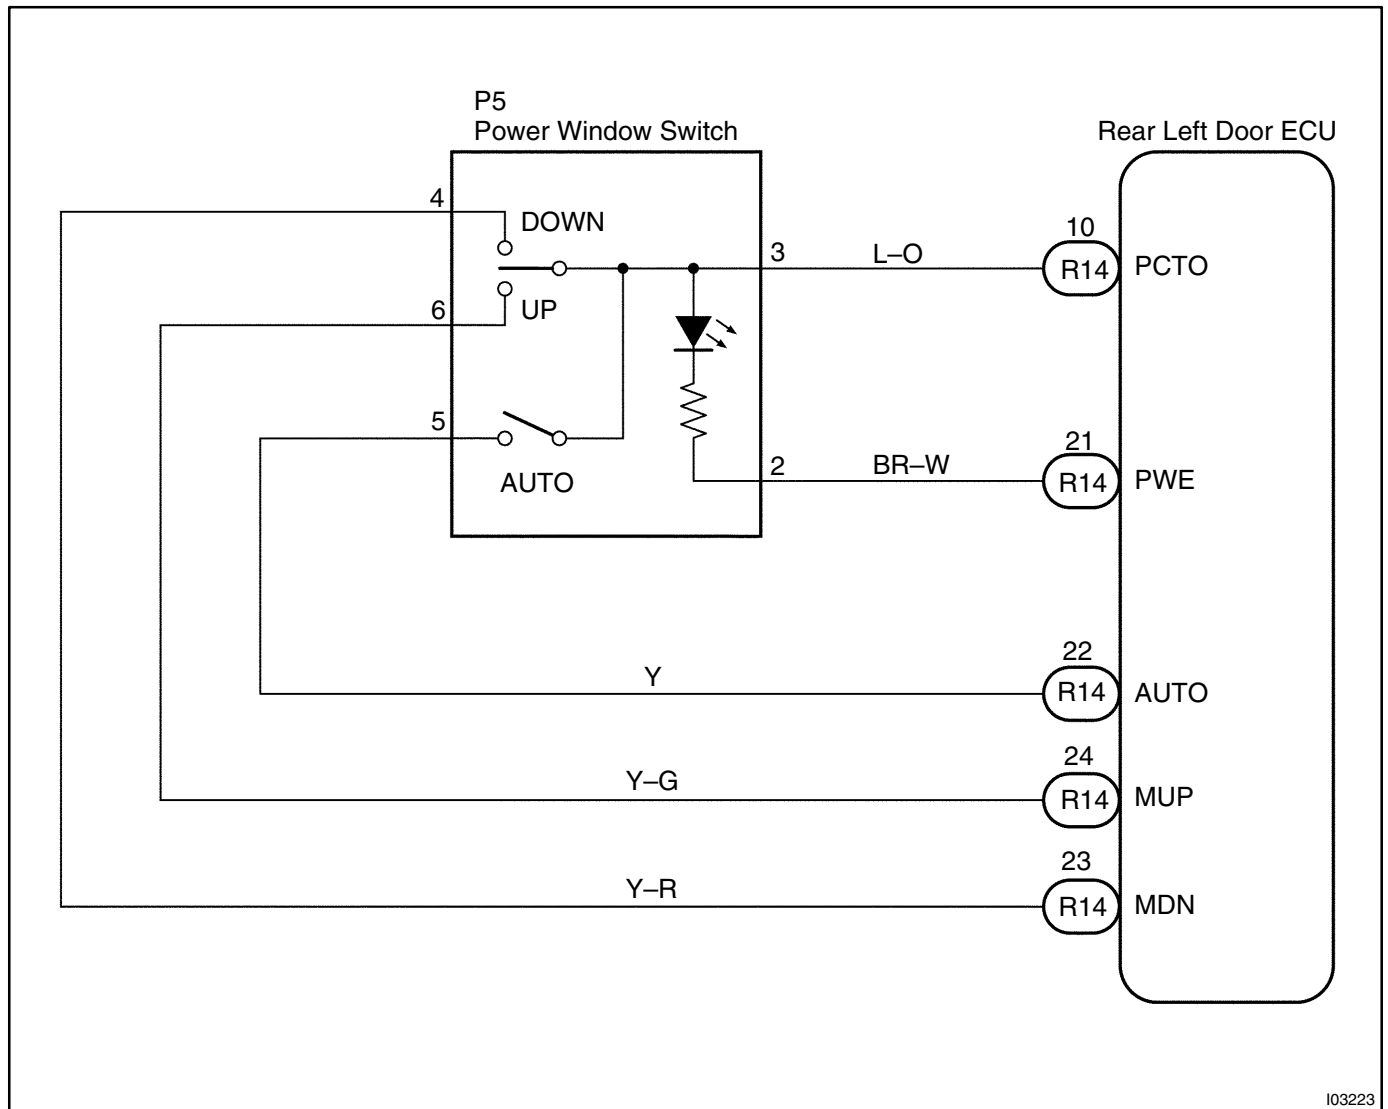 P5
Power Window Switch
Rear Left Door ECU
4
DOWN
3
L–O
10
R14
PCTO
6
UP
5
AUTO
2
BR–W
21
R14
PWE
Y
22
R14
AUTO
Y–G
24
R14
MUP
Y–R
23
R14
MDN
I03223